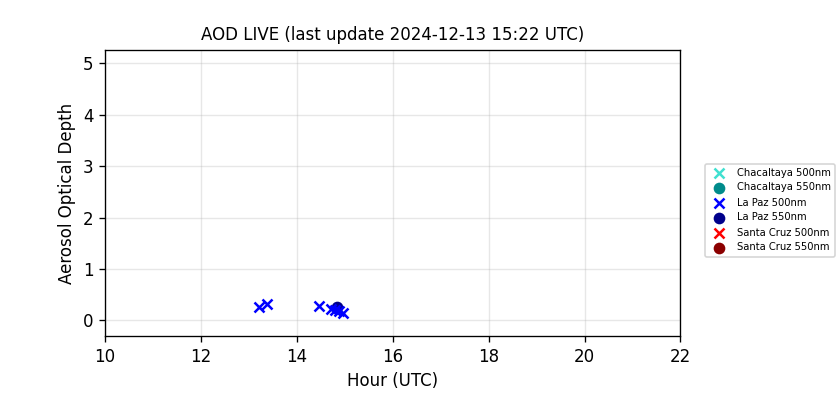 AOD LIVE (last update 2024-12-13 15:22 UTC)
Aerosol Optical Depth
5
4
3
2
1
0
10 12 14 16 18 20 22
Hour (UTC)
Chacaltaya 500nm
Chacaltaya 550nm
La Paz 500nm
La Paz 550nm
Santa Cruz 500nm
Santa Cruz 550nm